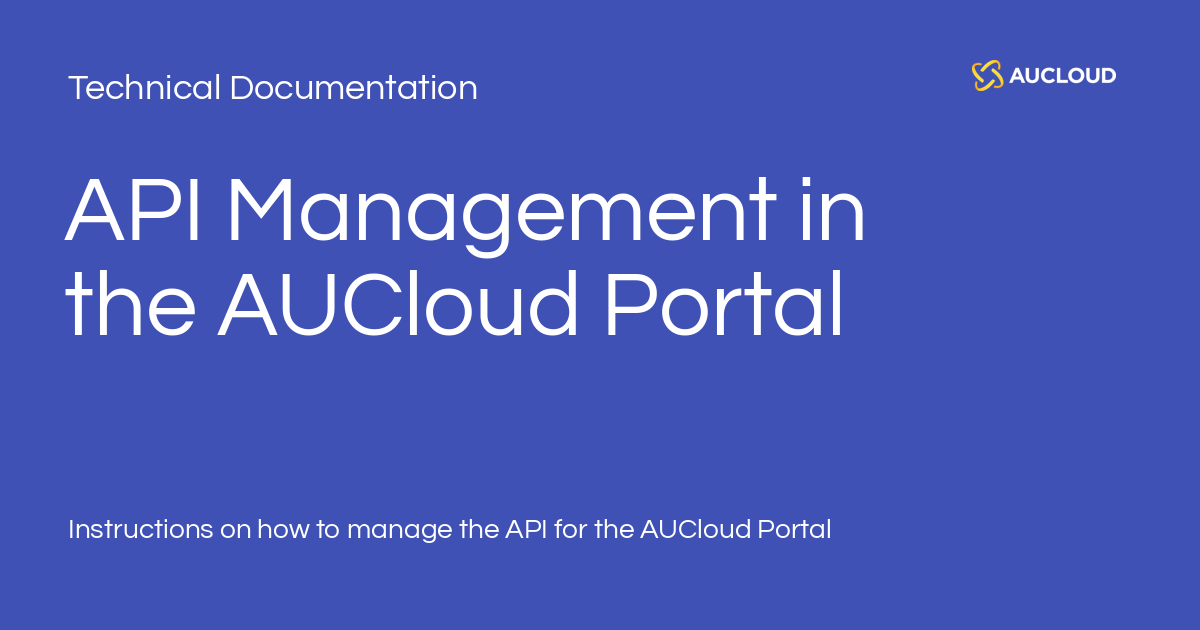 Technical Documentation
AUCLOUD
API Management in
the AUCloud Portal
Instructions on how to manage the API for the AUCloud Portal